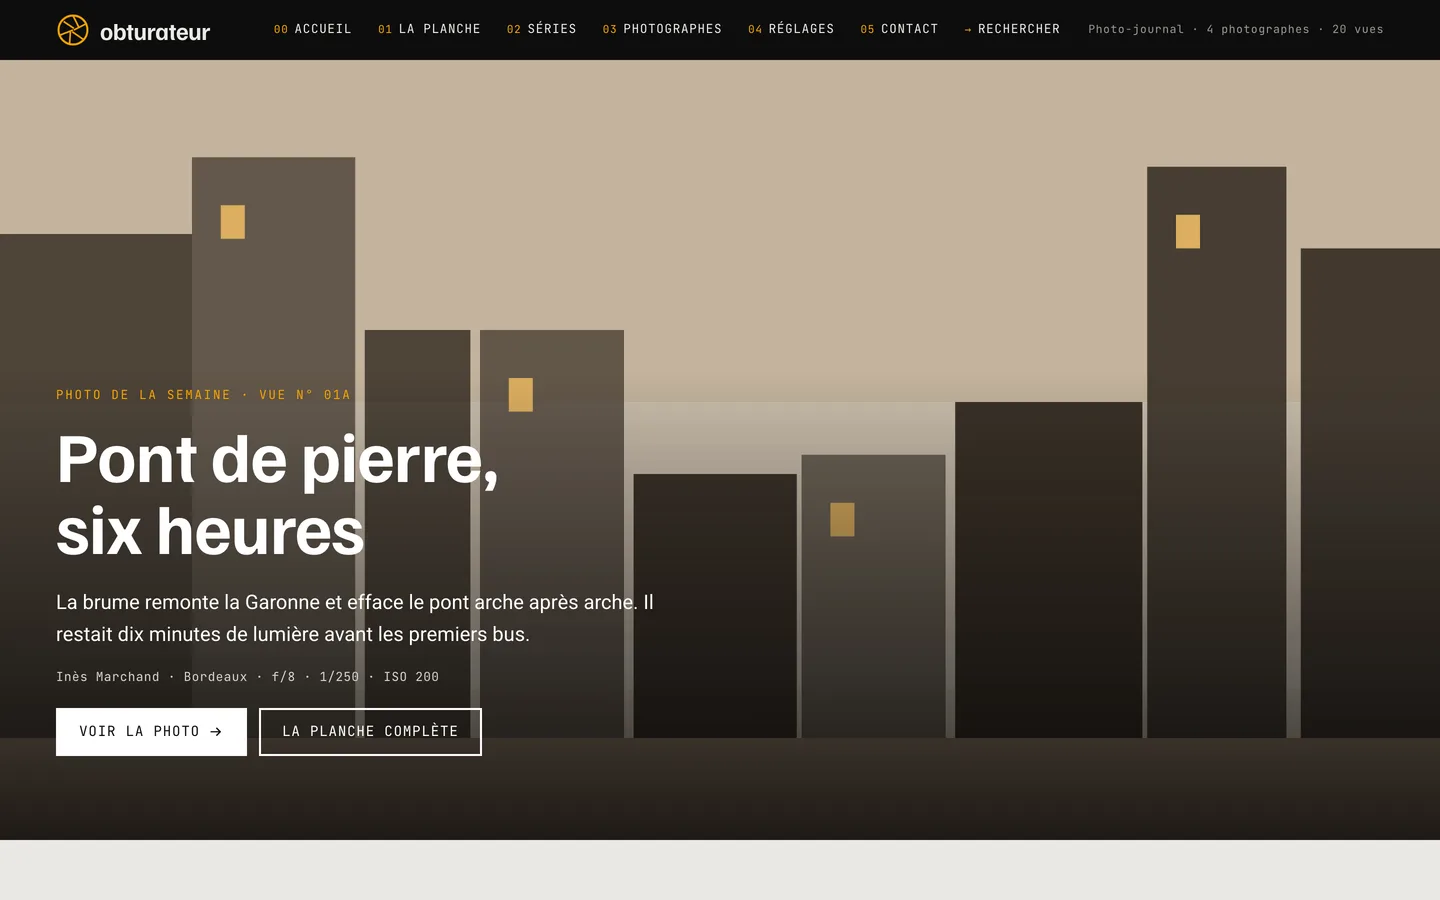 obturateur
00 ACCUEIL 01 LA PLANCHE 02 SÉRIES 03 PHOTOGRAPHES 04 RÉGLAGES 05 CONTACT → RECHERCHER Photo-journal · 4 photographes · 20 vues
PHOTO DE LA SEMAINE · VUE N° 01A
Pont de pierre,
six heures
La brume remonte la Garonne et efface le pont arche après arche. Il
restait dix minutes de lumière avant les premiers bus.
Inès Marchand · Bordeaux · f/8 · 1/250 · ISO 200
VOIR LA PHOTO →
LA PLANCHE COMPLÈTE